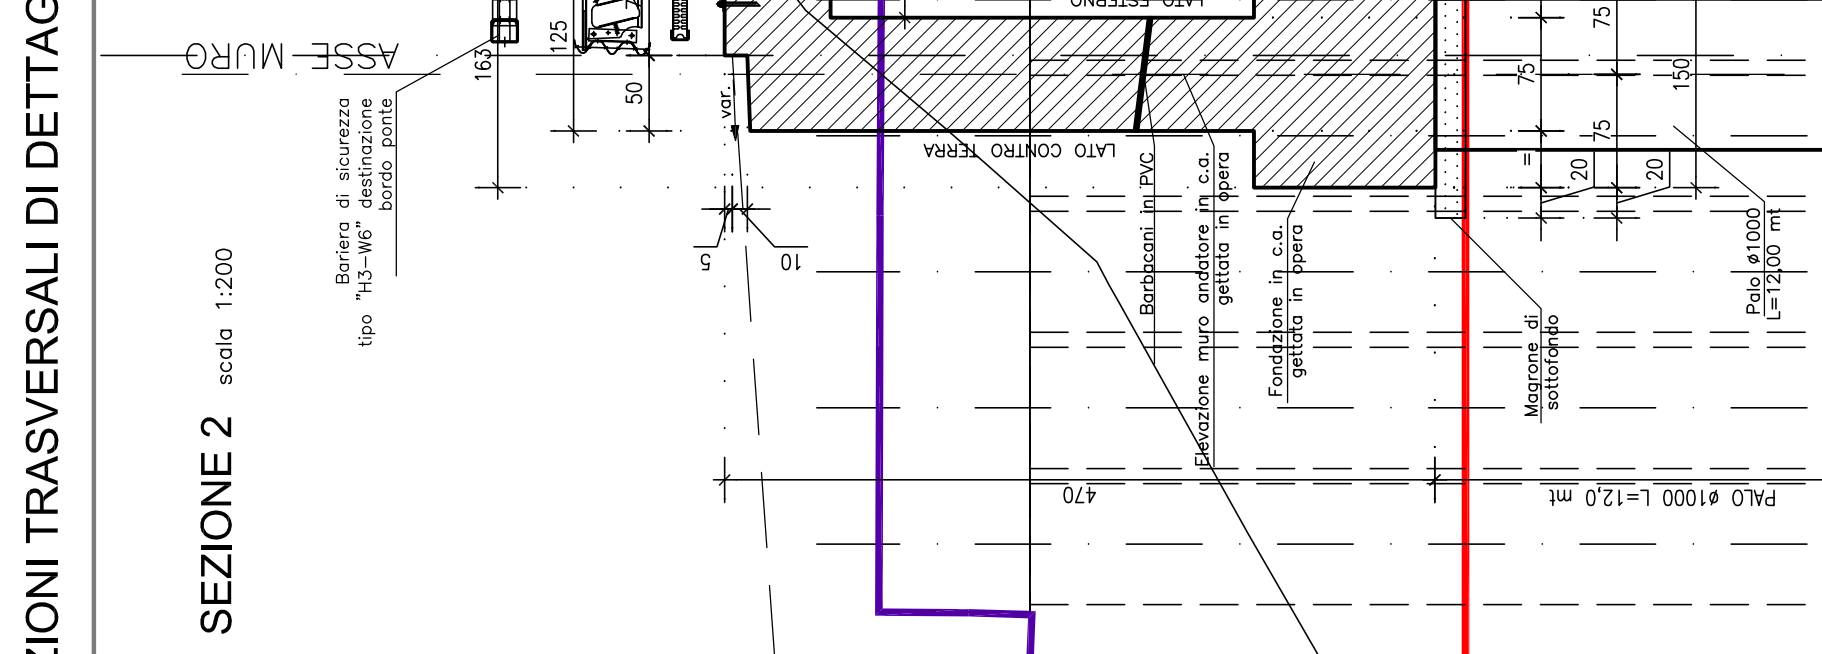 ZIONI TRASVERSALI DI DETTAG
SEZIONE 2 scala 1:200
ASSE MURO
Bariera di sicurezza
tipo "H3-W6" destinazione
bordo ponte
163
125
50
var.
5
10
LATO ESTERNO
LATO CONTRO TERRA
Barbacani in PVC
Elevazione muro andatore in c.a.
gettata in opera
Fondazione in c.a.
gettata in opera
Magrone di
sottofondo
470
75
75
150
75
=
20
20
Palo ø1000
L=12,00 mt
PALO ø1000 L=12,0 mt